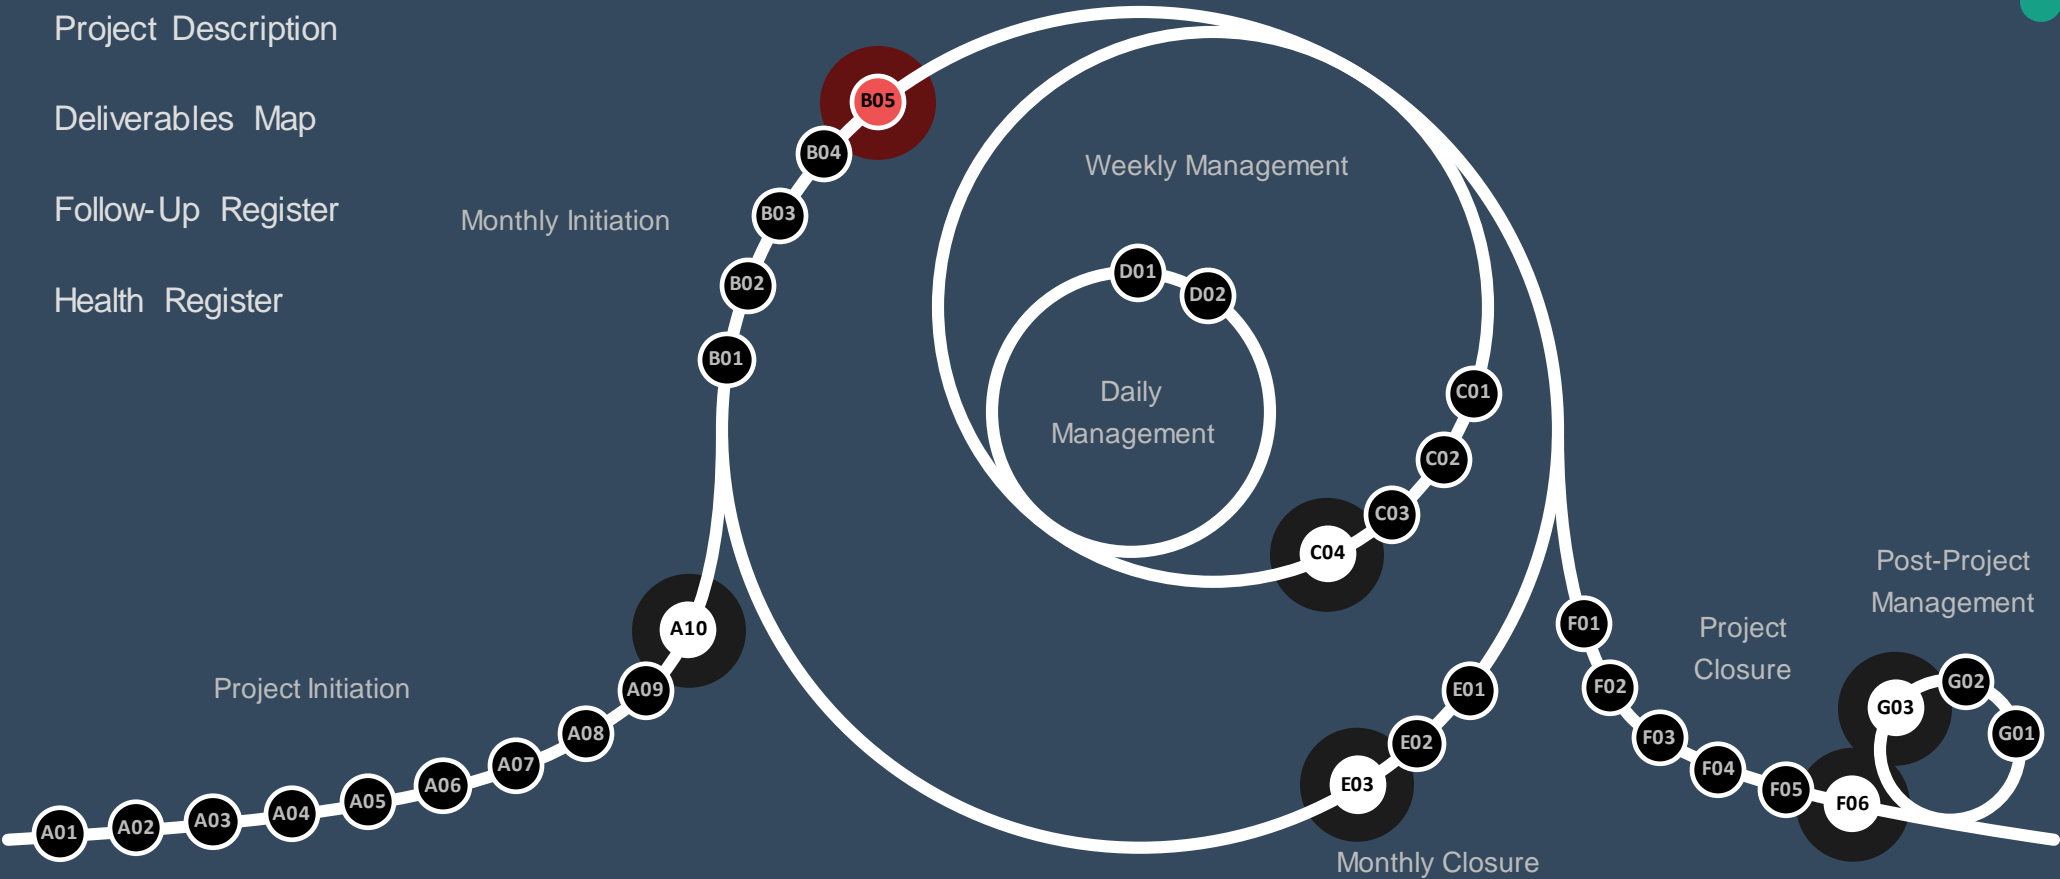 Project Description
Deliverables Map
Follow-Up Register
Health Register
Monthly Initiation
B05
B04
B03
B02
B01
Weekly Management
D01
D02
Daily
Management
C01
C02
C03
C04
Project Initiation
A10
A09
A08
A07
A06
A05
A04
A03
A02
A01
E01
E02
E03
Monthly Closure
F01
F02
F03
F04
F05
F06
Project
Closure
Post-Project
Management
G03
G02
G01